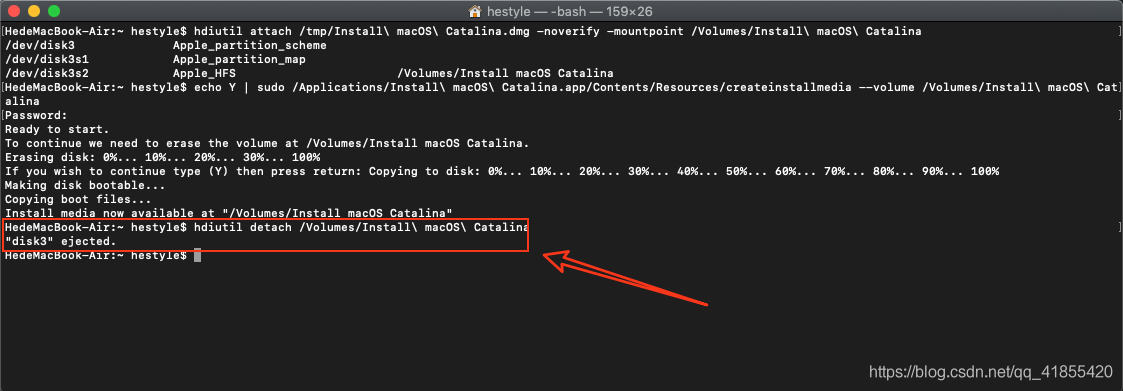 hestyle — -bash — 159×26
[HedeMacBook-Air:~ hestyle$ hdiutil attach /tmp/Install\ macOS\ Catalina.dmg -noverify -mountpoint /Volumes/Install\ macOS\ Catalina ]
/dev/disk3 Apple_partition_scheme
/dev/disk3s1 Apple_partition_map
/dev/disk3s2 Apple_HFS /Volumes/Install macOS Catalina
[HedeMacBook-Air:~ hestyle$ echo Y | sudo /Applications/Install\ macOS\ Catalina.app/Contents/Resources/createinstallmedia --volume /Volumes/Install\ macOS\ Cat]
alina
[Password: ]
Ready to start.
To continue we need to erase the volume at /Volumes/Install macOS Catalina.
Erasing disk: 0%... 10%... 20%... 30%... 100%
If you wish to continue type (Y) then press return: Copying to disk: 0%... 10%... 20%... 30%... 40%... 50%... 60%... 70%... 80%... 90%... 100%
Making disk bootable...
Copying boot files...
Install media now available at "/Volumes/Install macOS Catalina"
[HedeMacBook-Air:~ hestyle$ hdiutil detach /Volumes/Install\ macOS\ Catalina ]
"disk3" ejected.
HedeMacBook-Air:~ hestyle$
https://blog.csdn.net/qq_41855420